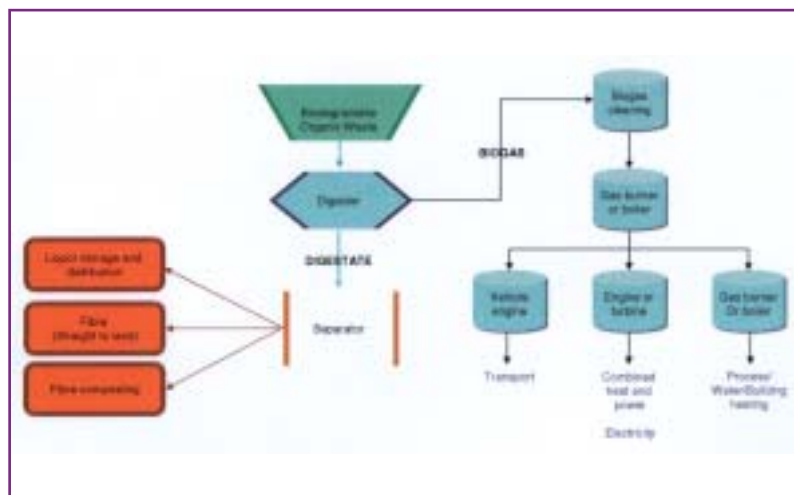 Biodegradable
Organic Waste
Biogas
cleaning
BIOGAS
Digester
Gas burner
or boiler
DIGESTATE
Liquid storage and
distribution
Fibre
(straight to land)
Fibre composting
Separator
Vehicle
engine
Engine or
turbine
Gas burner
Or boiler
Transport
Combined
heat and
power
Electricity
Process/
Water/Building
heating